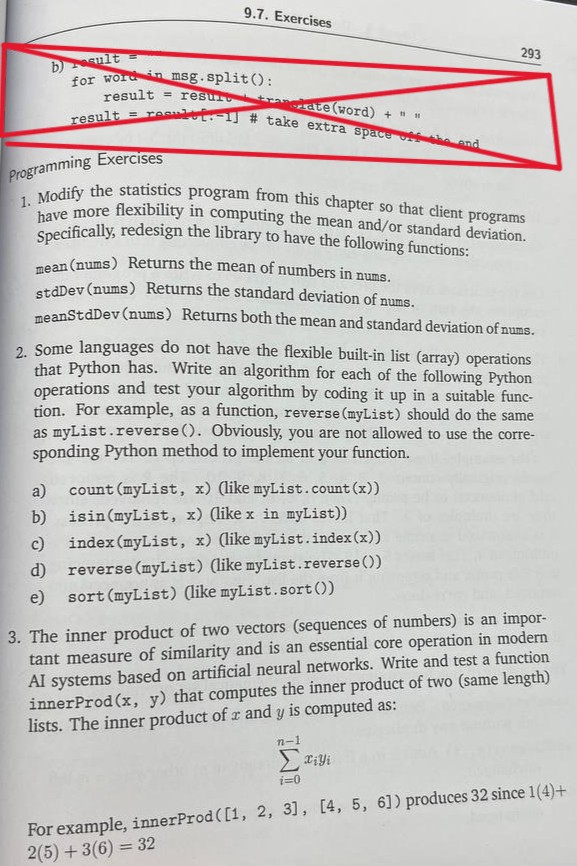 9.7. Exercises
293
b) result = ""
for word in msg.split():
result = result + translate(word) + " "
result = result[:-1] # take extra space off the end
Programming Exercises
1. Modify the statistics program from this chapter so that client programs
have more flexibility in computing the mean and/or standard deviation.
Specifically, redesign the library to have the following functions:
mean(nums) Returns the mean of numbers in nums.
stdDev(nums) Returns the standard deviation of nums.
meanStdDev(nums) Returns both the mean and standard deviation of nums.
2. Some languages do not have the flexible built-in list (array) operations
that Python has. Write an algorithm for each of the following Python
operations and test your algorithm by coding it up in a suitable func-
tion. For example, as a function, reverse(myList) should do the same
as myList.reverse(). Obviously, you are not allowed to use the corre-
sponding Python method to implement your function.
a) count(myList, x) (like myList.count(x))
b) isin(myList, x) (like x in myList))
c) index(myList, x) (like myList.index(x))
d) reverse(myList) (like myList.reverse())
e) sort(myList) (like myList.sort())
3. The inner product of two vectors (sequences of numbers) is an impor-
tant measure of similarity and is an essential core operation in modern
AI systems based on artificial neural networks. Write and test a function
innerProd(x, y) that computes the inner product of two (same length)
lists. The inner product of x and y is computed as:
n−1
∑ xᵢyᵢ
i=0
For example, innerProd([1, 2, 3], [4, 5, 6]) produces 32 since 1(4)+
2(5) + 3(6) = 32